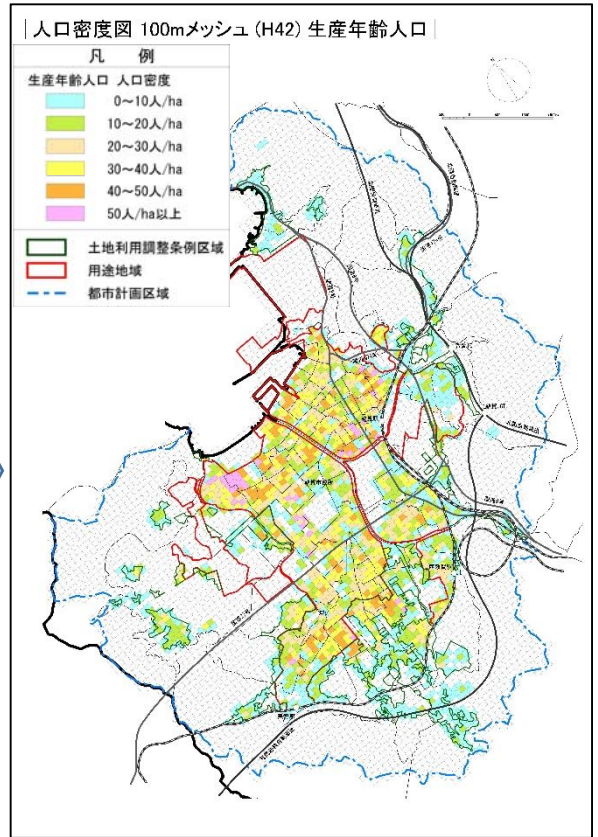 人口密度図 100mメッシュ (H42) 生産年齢人口
凡 例
生産年齢人口 人口密度
0～10人/ha
10～20人/ha
20～30人/ha
30～40人/ha
40～50人/ha
50人/ha以上
土地利用調整条例区域
用途地域
都市計画区域